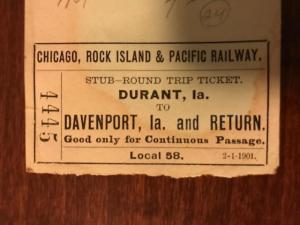 24
CHICAGO, ROCK ISLAND & PACIFIC RAILWAY.
STUB-ROUND TRIP TICKET.
DURANT, Ia.
TO
DAVENPORT, Ia. and RETURN.
Good only for Continuous Passage.
Local 58. 2-1-1901.
4445